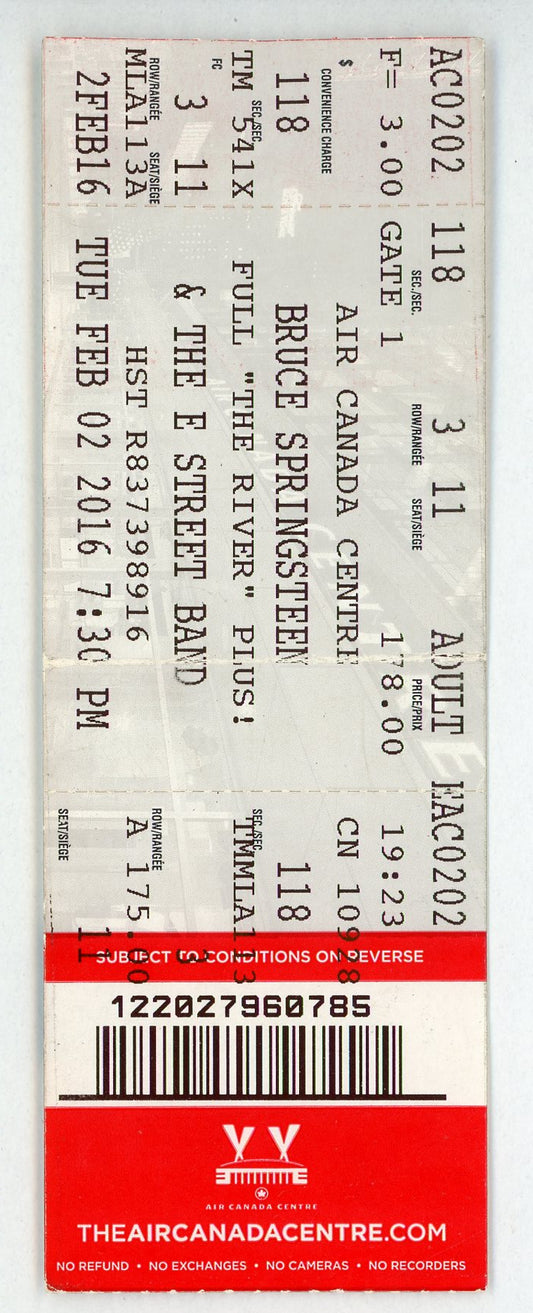 AC0202 118 3 11 ADULT EAC0202
SEC./SEC. ROW/RANGÉE SEAT/SIÈGE PRICE/PRIX
F= 3.00 GATE 1 178.00 19:23
$ AIR CANADA CENTRE CN 10928
CONVENIENCE CHARGE
118 BRUCE SPRINGSTEEN 118
SEC./SEC. SEC./SEC.
TM 541X FULL "THE RIVER" PLUS! TMMLA113
FC
3 11 & THE E STREET BAND 3
ROW/RANGÉE SEAT/SIÈGE ROW/RANGÉE
MLA113A HST R837398916 A 175.00
2FEB16 TUE FEB 02 2016 7:30 PM 11
SEAT/SIÈGE
SUBJECT TO CONDITIONS ON REVERSE
122027960785
AIR CANADA CENTRE
THEAIRCANADACENTRE.COM
NO REFUND • NO EXCHANGES • NO CAMERAS • NO RECORDERS